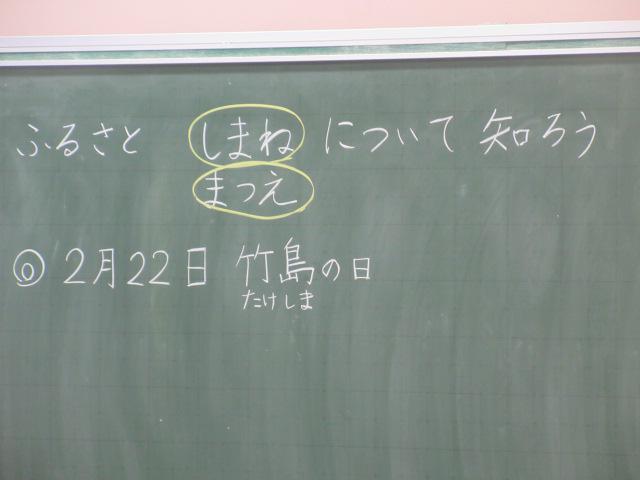 ふるさと しまね について 知ろう
まつえ
◎ 2月22日 竹島の日
たけしま